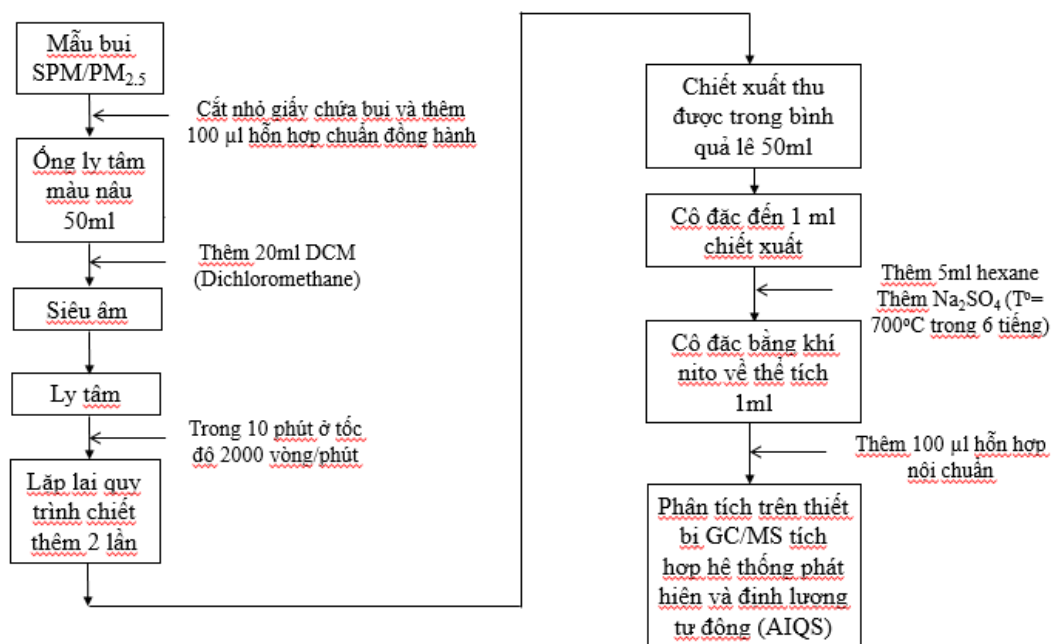 Mẫu bụi
SPM/PM2.5
Cắt nhỏ giấy chứa bụi và thêm
100 µl hỗn hợp chuẩn đồng hành
Ống ly tâm
màu nâu
50ml
Thêm 20ml DCM
(Dichloromethane)
Siêu âm
Ly tâm
Trong 10 phút ở tốc
độ 2000 vòng/phút
Lặp lại quy
trình chiết
thêm 2 lần
Chiết xuất thu
được trong bình
quả lê 50ml
Cô đặc đến 1 ml
chiết xuất
Thêm 5ml hexane
Thêm Na2SO4 (Tº=
700ºC trong 6 tiếng)
Cô đặc bằng khí
nito về thể tích
1ml
Thêm 100 µl hỗn hợp
nội chuẩn
Phân tích trên thiết
bị GC/MS tích
hợp hệ thống phát
hiện và định lượng
tự động (AIQS)